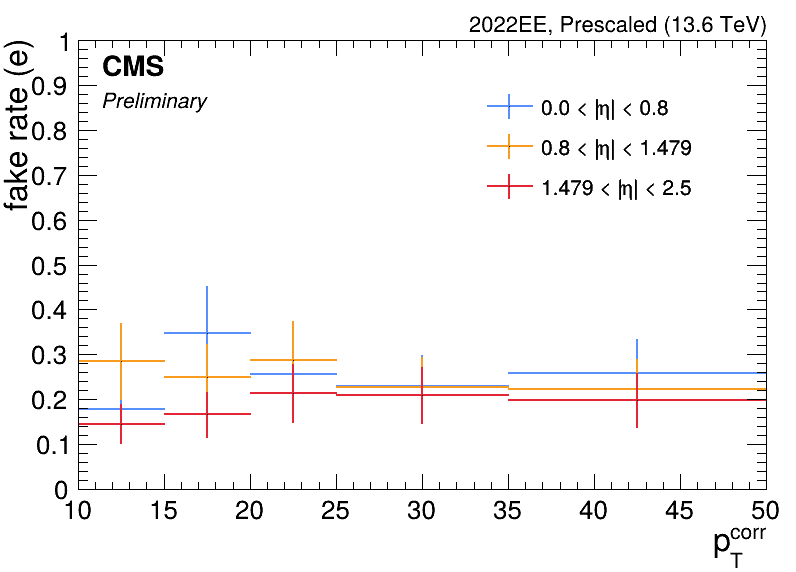 2022EE, Prescaled (13.6 TeV)
fake rate (e)
CMS
Preliminary
0.0 < |η| < 0.8
0.8 < |η| < 1.479
1.479 < |η| < 2.5
1
0.9
0.8
0.7
0.6
0.5
0.4
0.3
0.2
0.1
0
10 15 20 25 30 35 40 45 50
p_T^corr